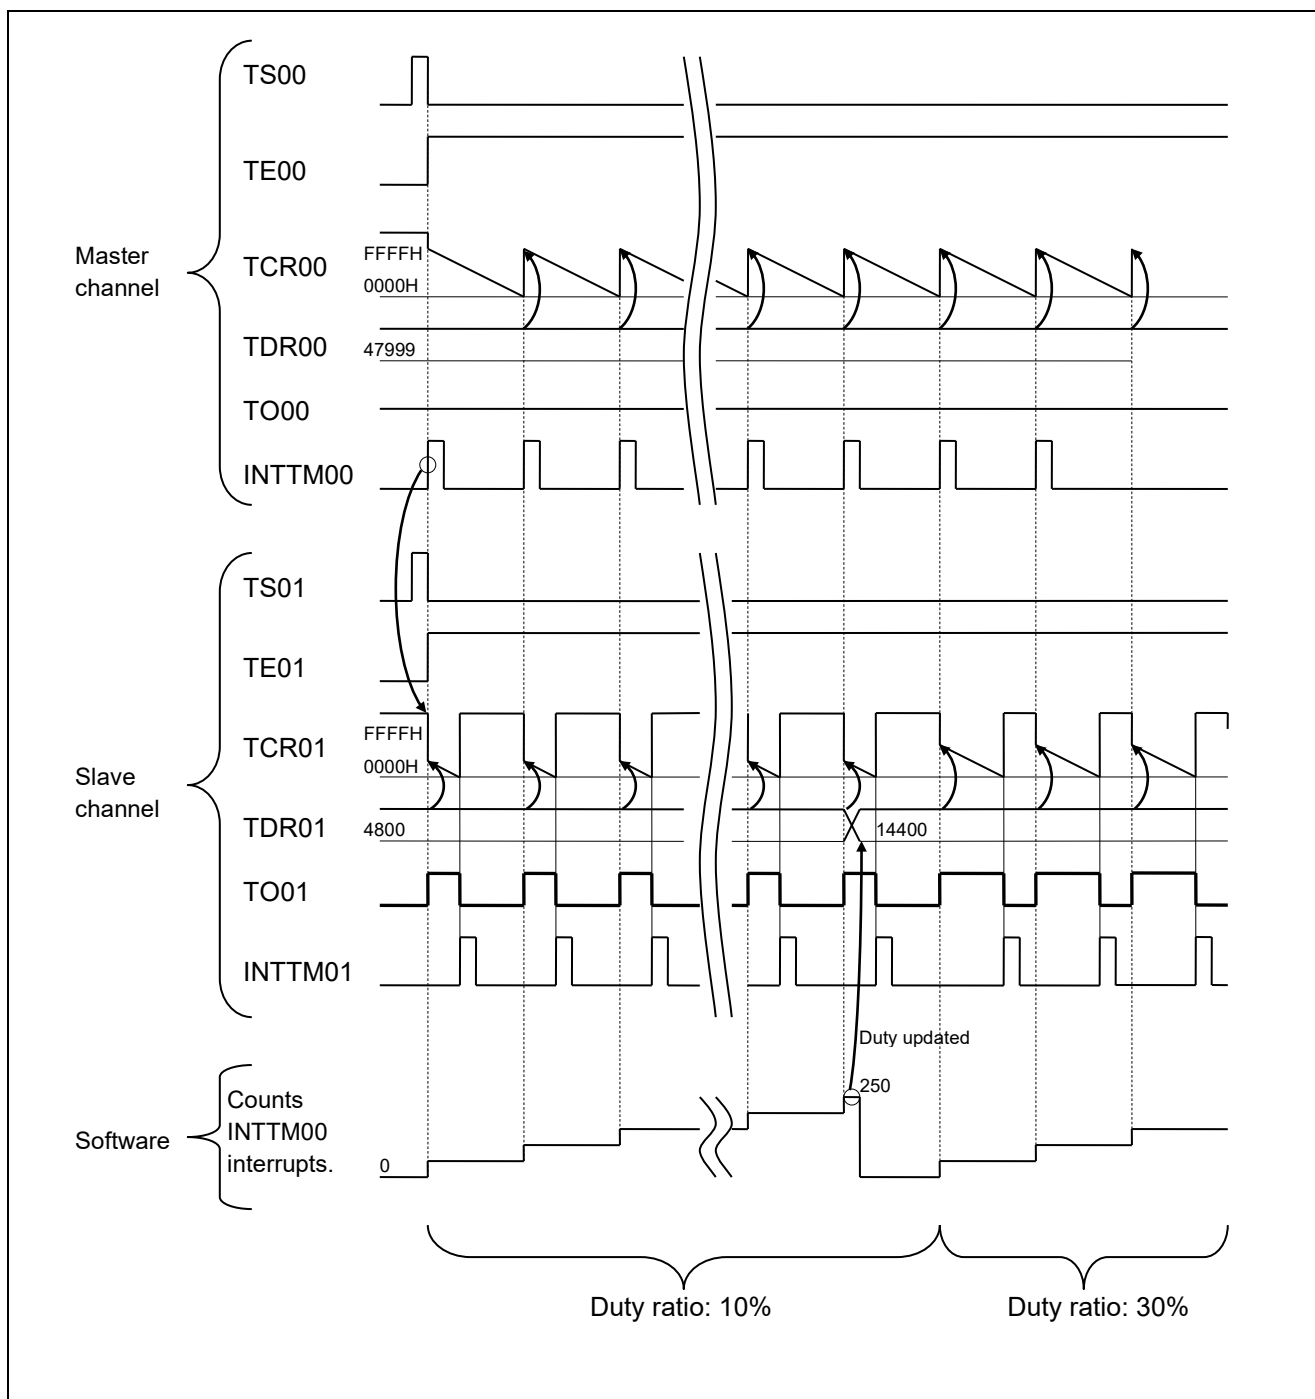 Master
channel
TS00
TE00
TCR00
FFFFH
0000H
TDR00
47999
TO00
INTTM00
Slave
channel
TS01
TE01
TCR01
FFFFH
0000H
TDR01
4800
14400
TO01
INTTM01
Duty updated
250
Software
Counts
INTTM00
interrupts.
0
Duty ratio: 10%
Duty ratio: 30%